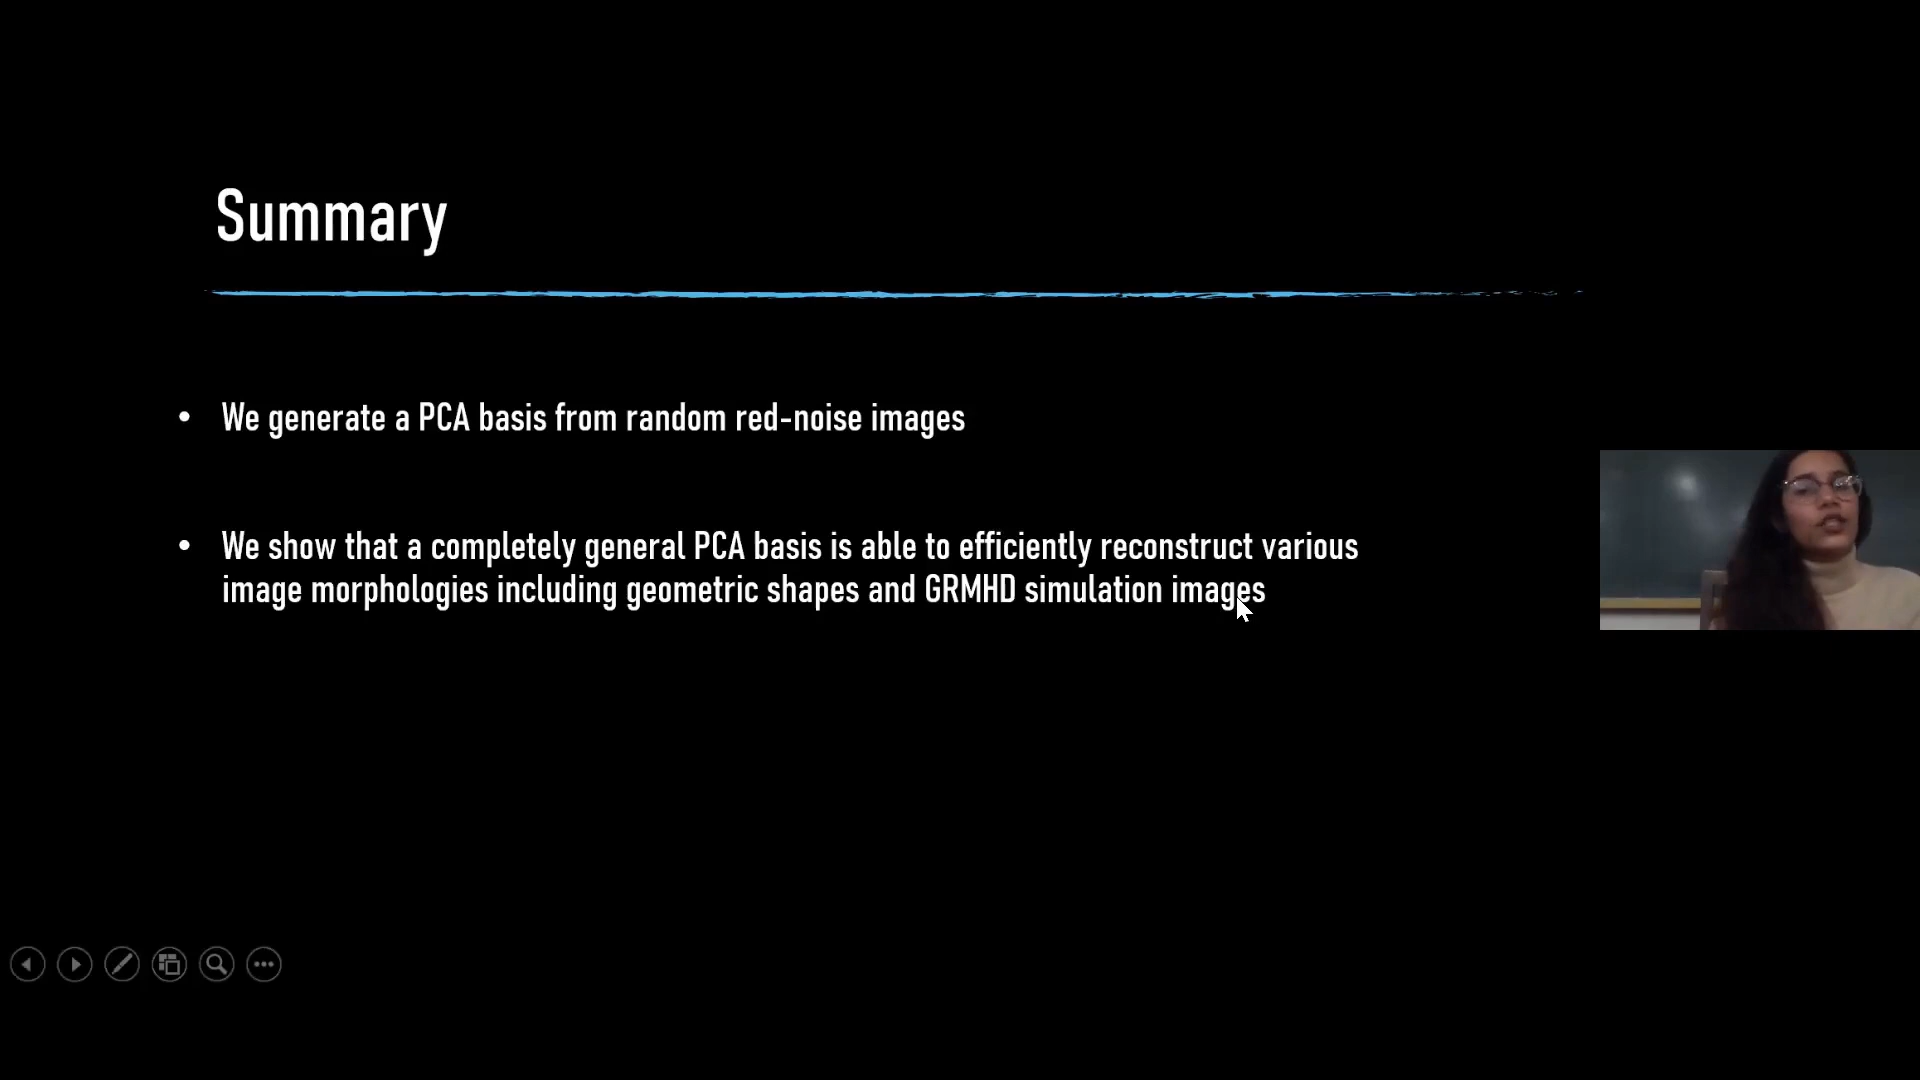 Summary
• We generate a PCA basis from random red-noise images
• We show that a completely general PCA basis is able to efficiently reconstruct various
image morphologies including geometric shapes and GRMHD simulation images